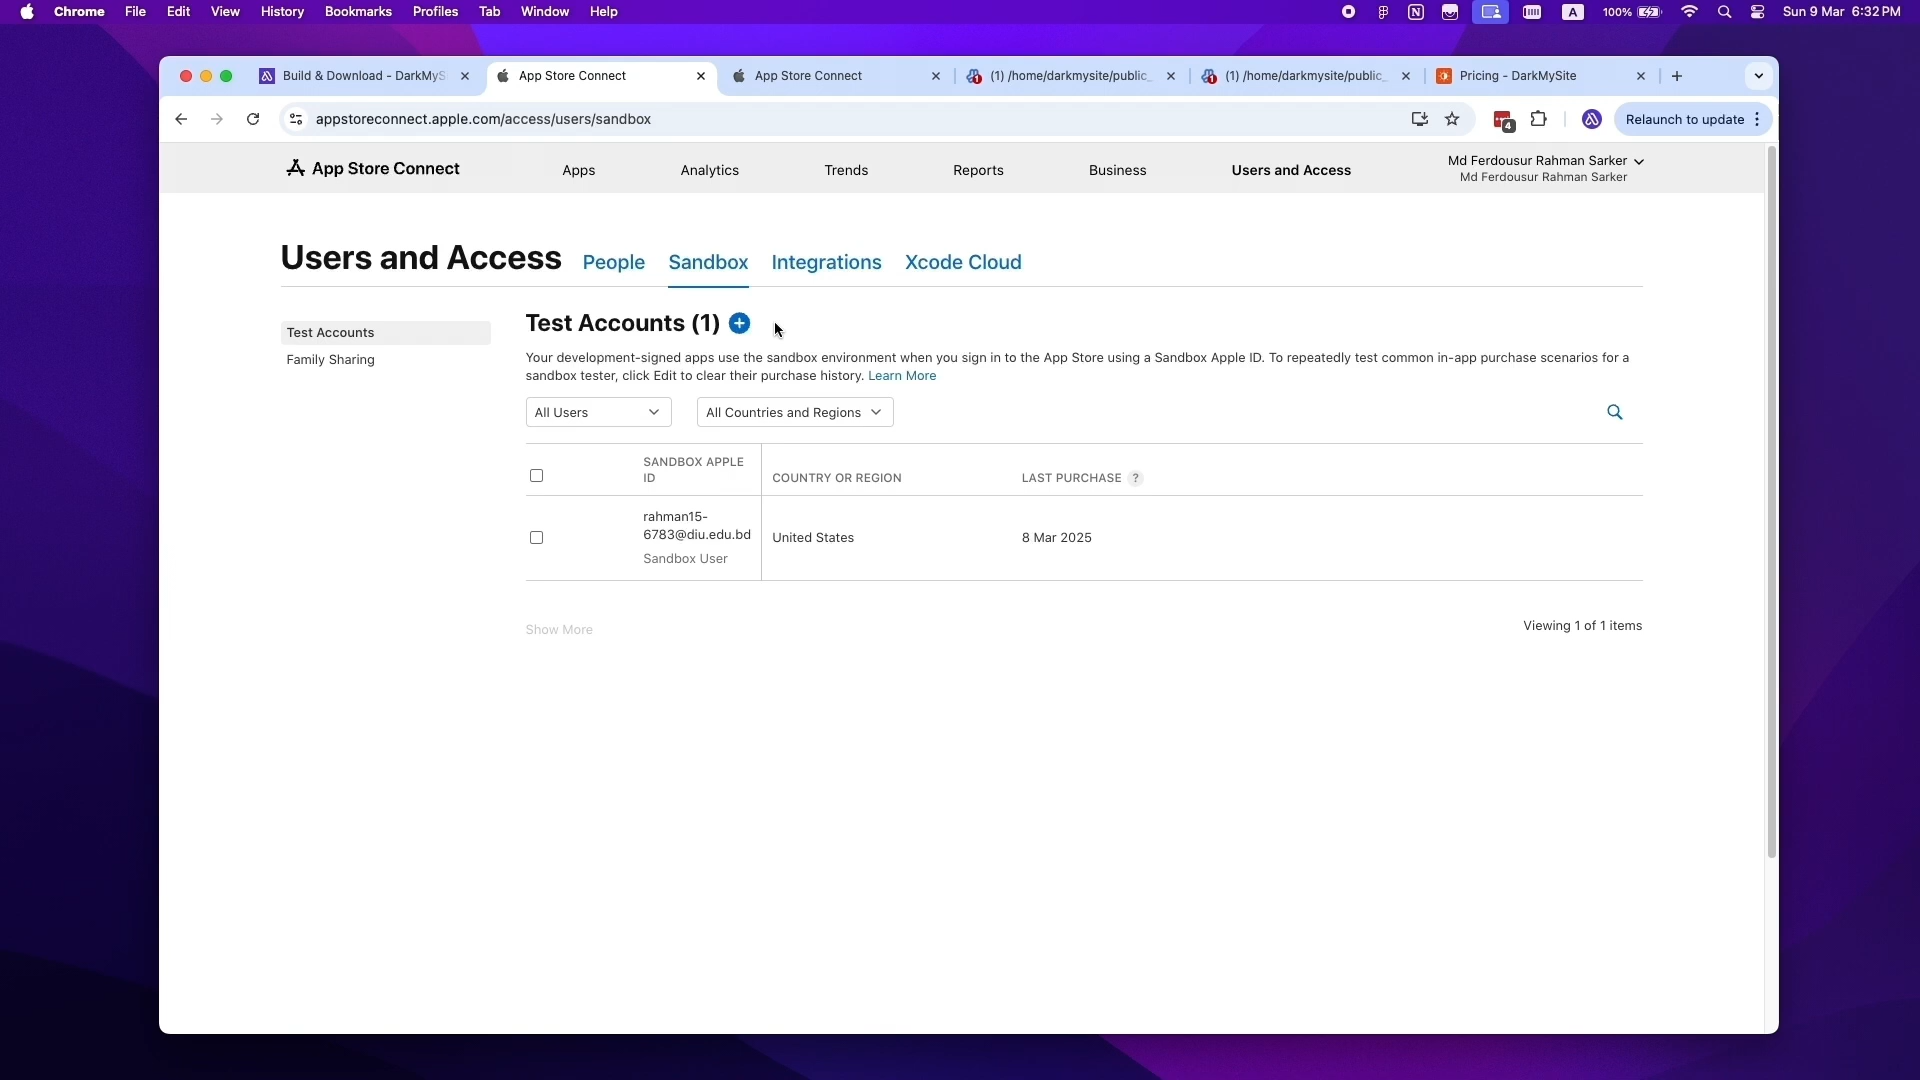 Chrome File Edit View History Bookmarks Profiles Tab Window Help A 100% Sun 9 Mar 6:32 PM
Build & Download - DarkMyS App Store Connect App Store Connect (1) /home/darkmysite/public_ (1) /home/darkmysite/public_ Pricing - DarkMySite
appstoreconnect.apple.com/access/users/sandbox 4 Relaunch to update
App Store Connect Apps Analytics Trends Reports Business Users and Access Md Ferdousur Rahman Sarker
Md Ferdousur Rahman Sarker
Users and Access People Sandbox Integrations Xcode Cloud
Test Accounts
Family Sharing
Test Accounts (1)
Your development-signed apps use the sandbox environment when you sign in to the App Store using a Sandbox Apple ID. To repeatedly test common in-app purchase scenarios for a
sandbox tester, click Edit to clear their purchase history. Learn More
All Users All Countries and Regions
SANDBOX APPLE
ID
COUNTRY OR REGION LAST PURCHASE ?
rahman15-
6783@diu.edu.bd
Sandbox User
United States 8 Mar 2025
Show More Viewing 1 of 1 items